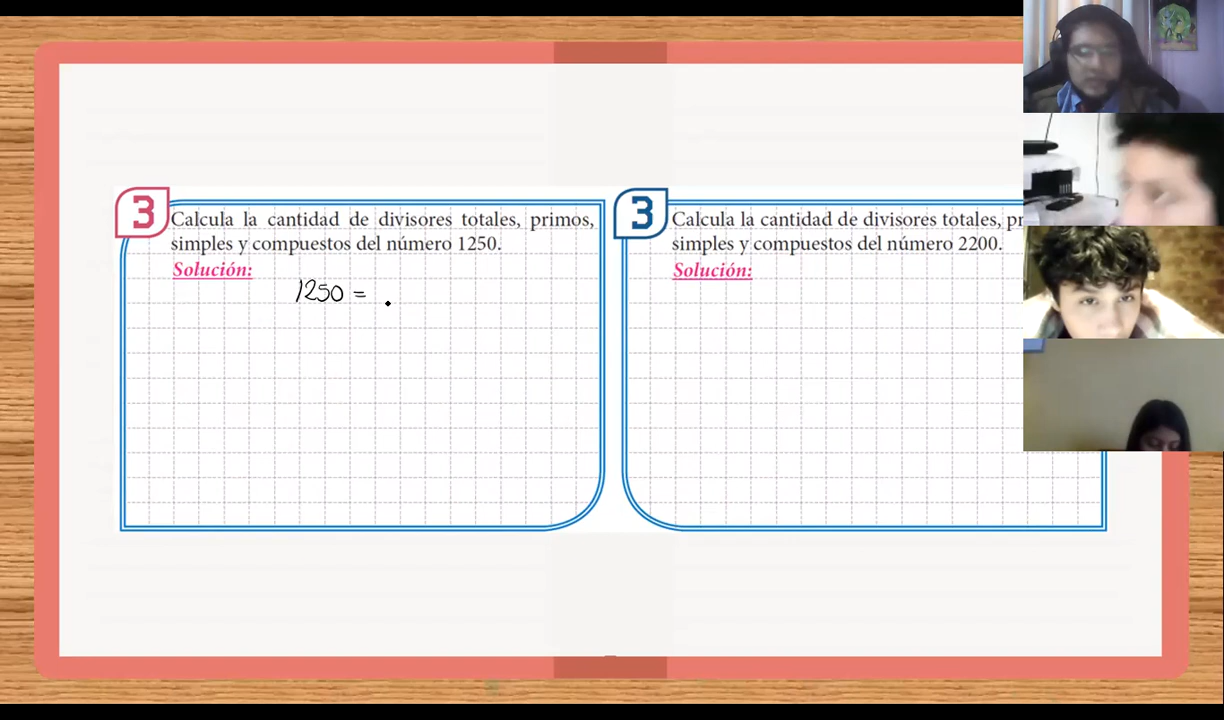 3
Calcula la cantidad de divisores totales, primos,
simples y compuestos del número 1250.
Solución:
1250 =
3
Calcula la cantidad de divisores totales, pr
simples y compuestos del número 2200.
Solución: